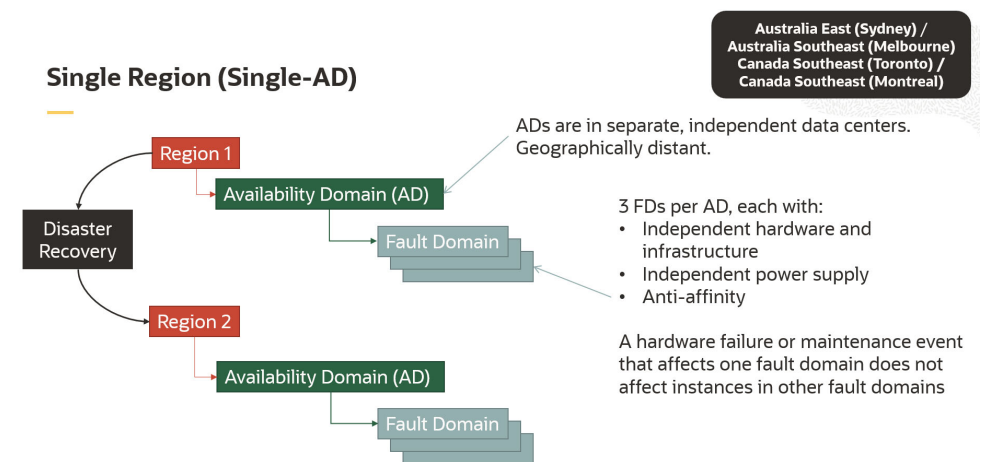 Australia East (Sydney) /
Australia Southeast (Melbourne)
Canada Southeast (Toronto) /
Canada Southeast (Montreal)
Single Region (Single-AD)
ADs are in separate, independent data centers.
Geographically distant.
Region 1
Availability Domain (AD)
Disaster
Recovery
Fault Domain
3 FDs per AD, each with:
• Independent hardware and
infrastructure
• Independent power supply
• Anti-affinity
Region 2
A hardware failure or maintenance event
that affects one fault domain does not
affect instances in other fault domains
Availability Domain (AD)
Fault Domain